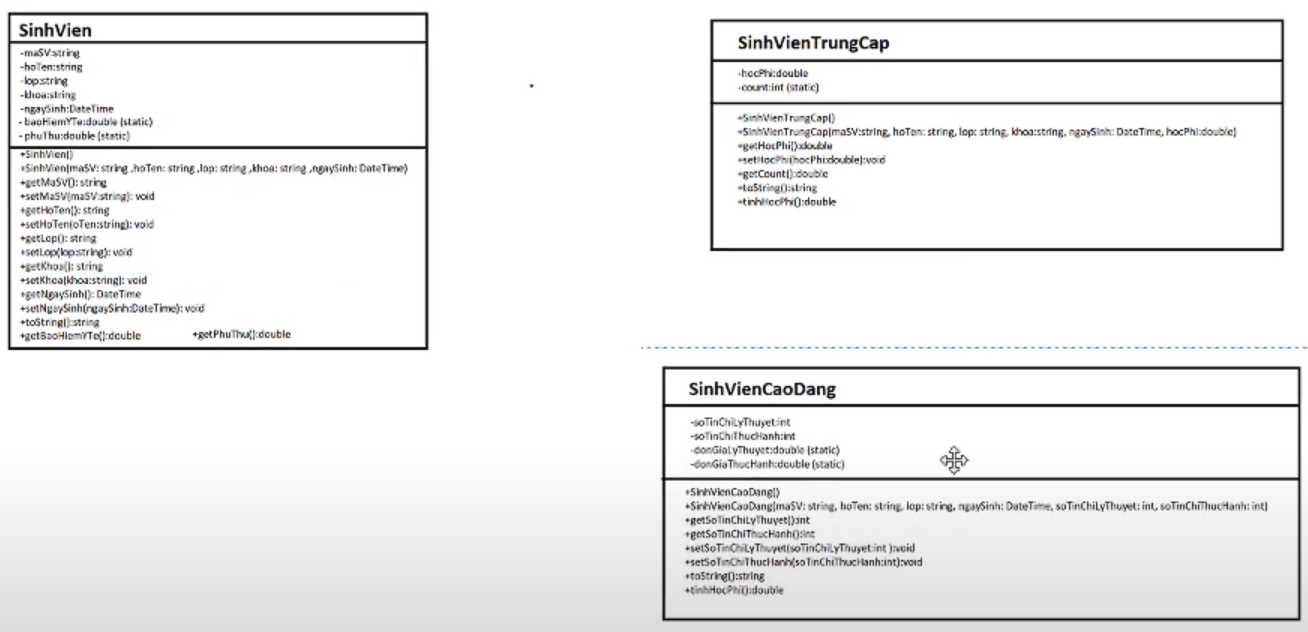 SinhVien
-maSV:string
-hoTen:string
-lop:string
-khoa:string
-ngaySinh:DateTime
- baoHiemYTe:double (static)
- phuThu:double (static)
+SinhVien()
+SinhVien(maSV: string ,hoTen: string ,lop: string ,khoa: string ,ngaySinh: DateTime)
+getMaSV(): string
+setMaSV(maSV:string): void
+getHoTen(): string
+setHoTen(oTen:string): void
+getLop(): string
+setLop(lop:string): void
+getKhoa(): string
+setKhoa(khoa:string): void
+getNgaySinh(): DateTime
+setNgaySinh(ngaySinh:DateTime): void
+toString():string
+getBaoHiemYTe():double +getPhuThu():double
SinhVienTrungCap
-hocPhi:double
-count:int (static)
+SinhVienTrungCap()
+SinhVienTrungCap(maSV:string, hoTen: string, lop: string, khoa:string, ngaySinh: DateTime, hocPhi:double)
+getHocPhi():double
+setHocPhi(hocPhi:double):void
+getCount():double
+toString():string
+tinhHocPhi():double
SinhVienCaoDang
-soTinChiLyThuyet:int
-soTinChiThucHanh:int
-donGiaLyThuyet:double (static)
-donGiaThucHanh:double (static)
+SinhVienCaoDang()
+SinhVienCaoDang(maSV: string, hoTen: string, lop: string, ngaySinh: DateTime, soTinChiLyThuyet: int, soTinChiThucHanh: int)
+getSoTinChiLyThuyet():int
+getSoTinChiThucHanh():int
+setSoTinChiLyThuyet(soTinChiLyThuyet:int ):void
+setSoTinChiThucHanh(soTinChiThucHanh:int):void
+toString():string
+tinhHocPhi():double